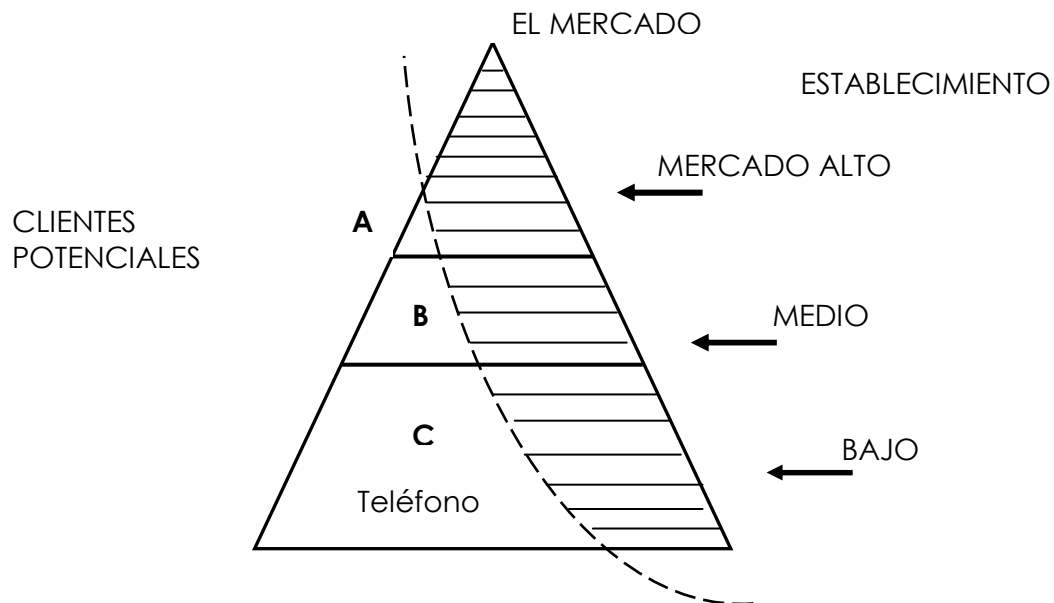 EL MERCADO
ESTABLECIMIENTO
MERCADO ALTO
CLIENTES
POTENCIALES
A
B
MEDIO
C
BAJO
Teléfono